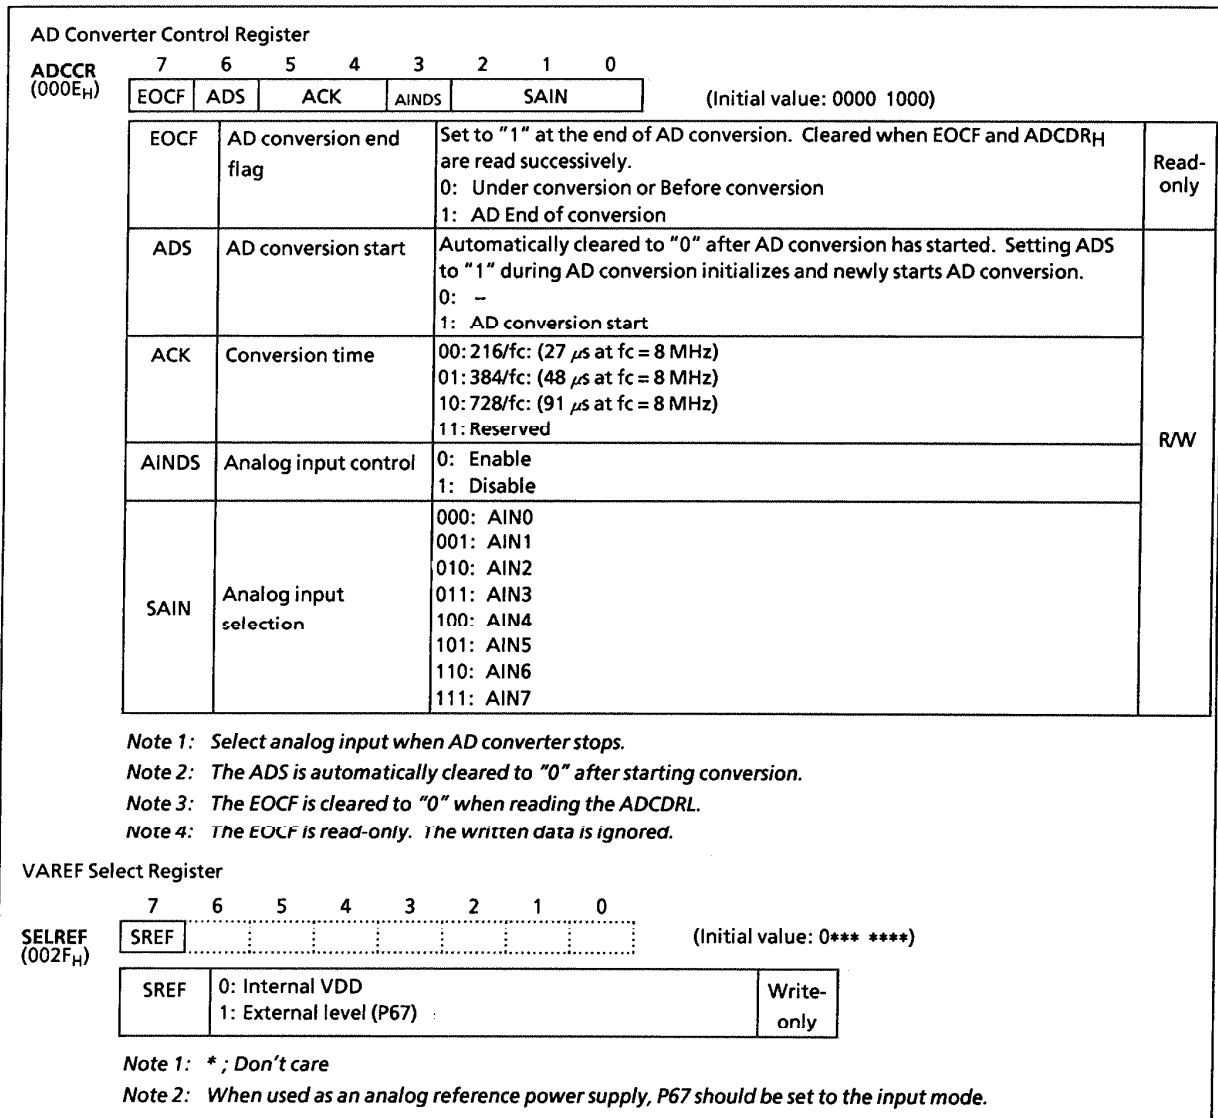 AD Converter Control Register
7 6 5 4 3 2 1 0
ADCCR
(000EH)
EOCF ADS ACK AINDS SAIN (Initial value: 0000 1000)
EOCF AD conversion end flag
Set to "1" at the end of AD conversion. Cleared when EOCF and ADCDRH
are read successively.
0: Under conversion or Before conversion
1: AD End of conversion
Read-
only
ADS AD conversion start
Automatically cleared to "0" after AD conversion has started. Setting ADS
to "1" during AD conversion initializes and newly starts AD conversion.
0: –
1: AD conversion start
ACK Conversion time
00: 216/fc: (27 μs at fc = 8 MHz)
01: 384/fc: (48 μs at fc = 8 MHz)
10: 728/fc: (91 μs at fc = 8 MHz)
11: Reserved
R/W
AINDS Analog input control
0: Enable
1: Disable
SAIN Analog input
selection
000: AIN0
001: AIN1
010: AIN2
011: AIN3
100: AIN4
101: AIN5
110: AIN6
111: AIN7
Note 1: Select analog input when AD converter stops.
Note 2: The ADS is automatically cleared to "0" after starting conversion.
Note 3: The EOCF is cleared to "0" when reading the ADCDRL.
Note 4: The EOCF is read-only. The written data is ignored.
VAREF Select Register
7 6 5 4 3 2 1 0
SELREF
(002FH)
SREF (Initial value: 0*** ****)
SREF
0: Internal VDD
1: External level (P67)
Write-
only
Note 1: * ; Don't care
Note 2: When used as an analog reference power supply, P67 should be set to the input mode.